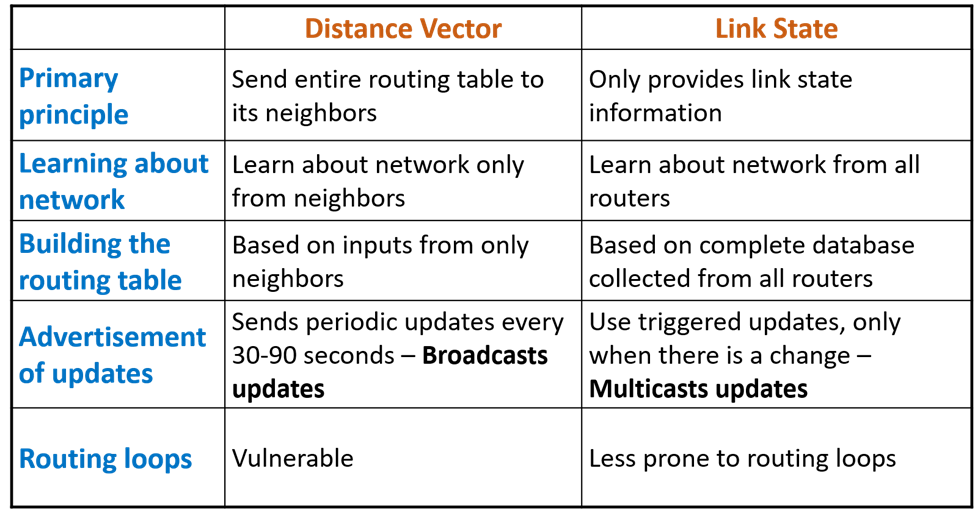 Distance Vector
Link State
Primary
principle
Send entire routing table to
its neighbors
Only provides link state
information
Learning about
network
Learn about network only
from neighbors
Learn about network from all
routers
Building the
routing table
Based on inputs from only
neighbors
Based on complete database
collected from all routers
Advertisement
of updates
Sends periodic updates every
30-90 seconds – Broadcasts
updates
Use triggered updates, only
when there is a change –
Multicasts updates
Routing loops
Vulnerable
Less prone to routing loops